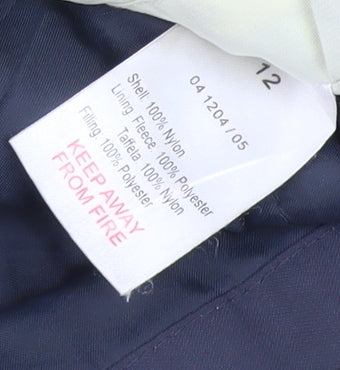 12
04 1204 / 05
Shell: 100% Nylon
Lining Fleece 100% Polyester
Taffeta 100% Nylon
Filling: 100% Polyester
KEEP AWAY
FROM FIRE